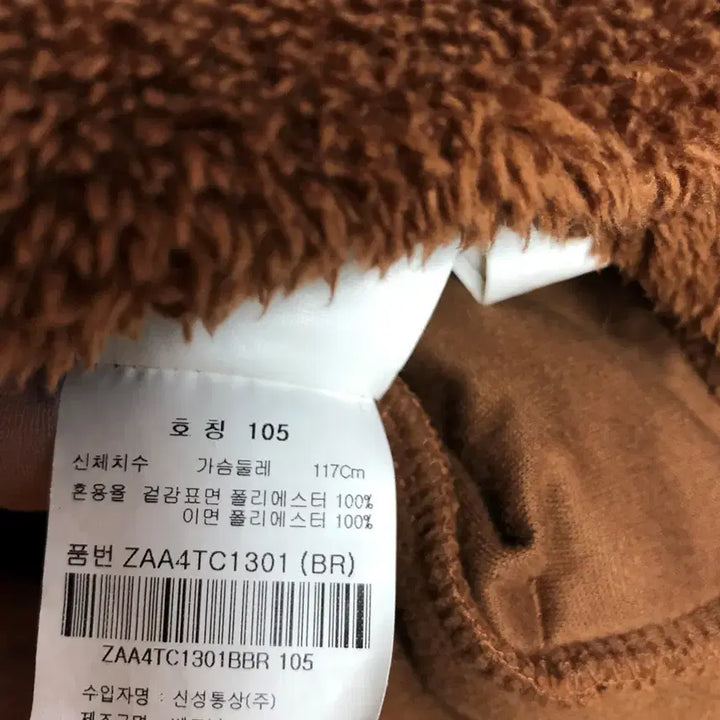 호 칭 105
신체치수 가슴둘레 117Cm
혼용율 겉감표면 폴리에스터 100%
이면 폴리에스터 100%
품번 ZAA4TC1301 (BR)
ZAA4TC1301BBR 105
수입자명 : 신성통상(주)